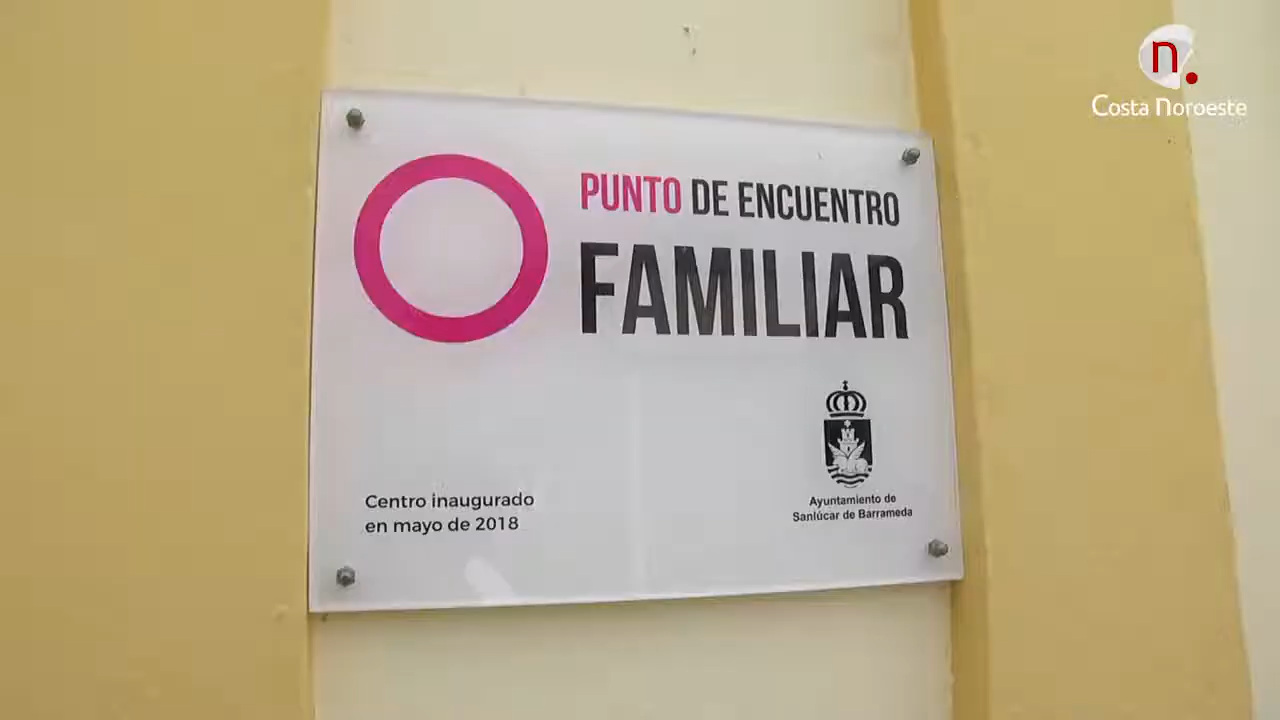 n.
Costa Noroeste
PUNTO DE ENCUENTRO
FAMILIAR
Centro inaugurado
en mayo de 2018
Ayuntamiento de
Sanlúcar de Barrameda